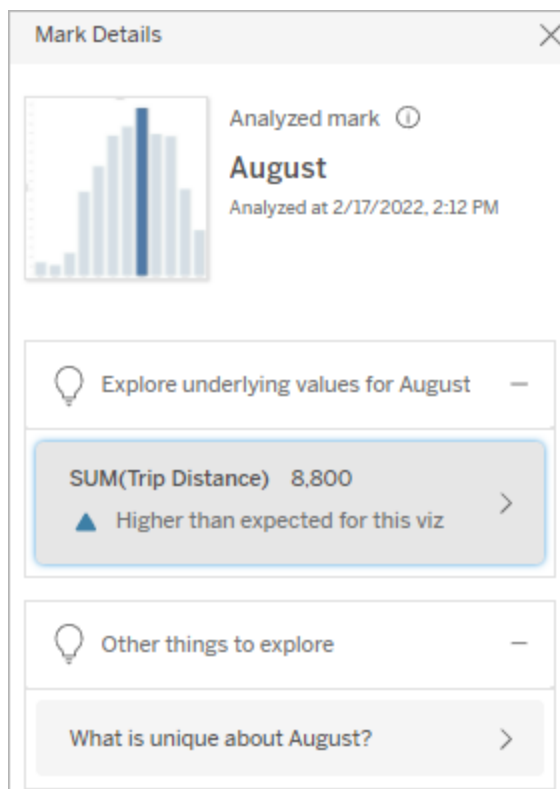 Mark Details
Analyzed mark
August
Analyzed at 2/17/2022, 2:12 PM
Explore underlying values for August
SUM(Trip Distance) 8,800
Higher than expected for this viz
Other things to explore
What is unique about August?